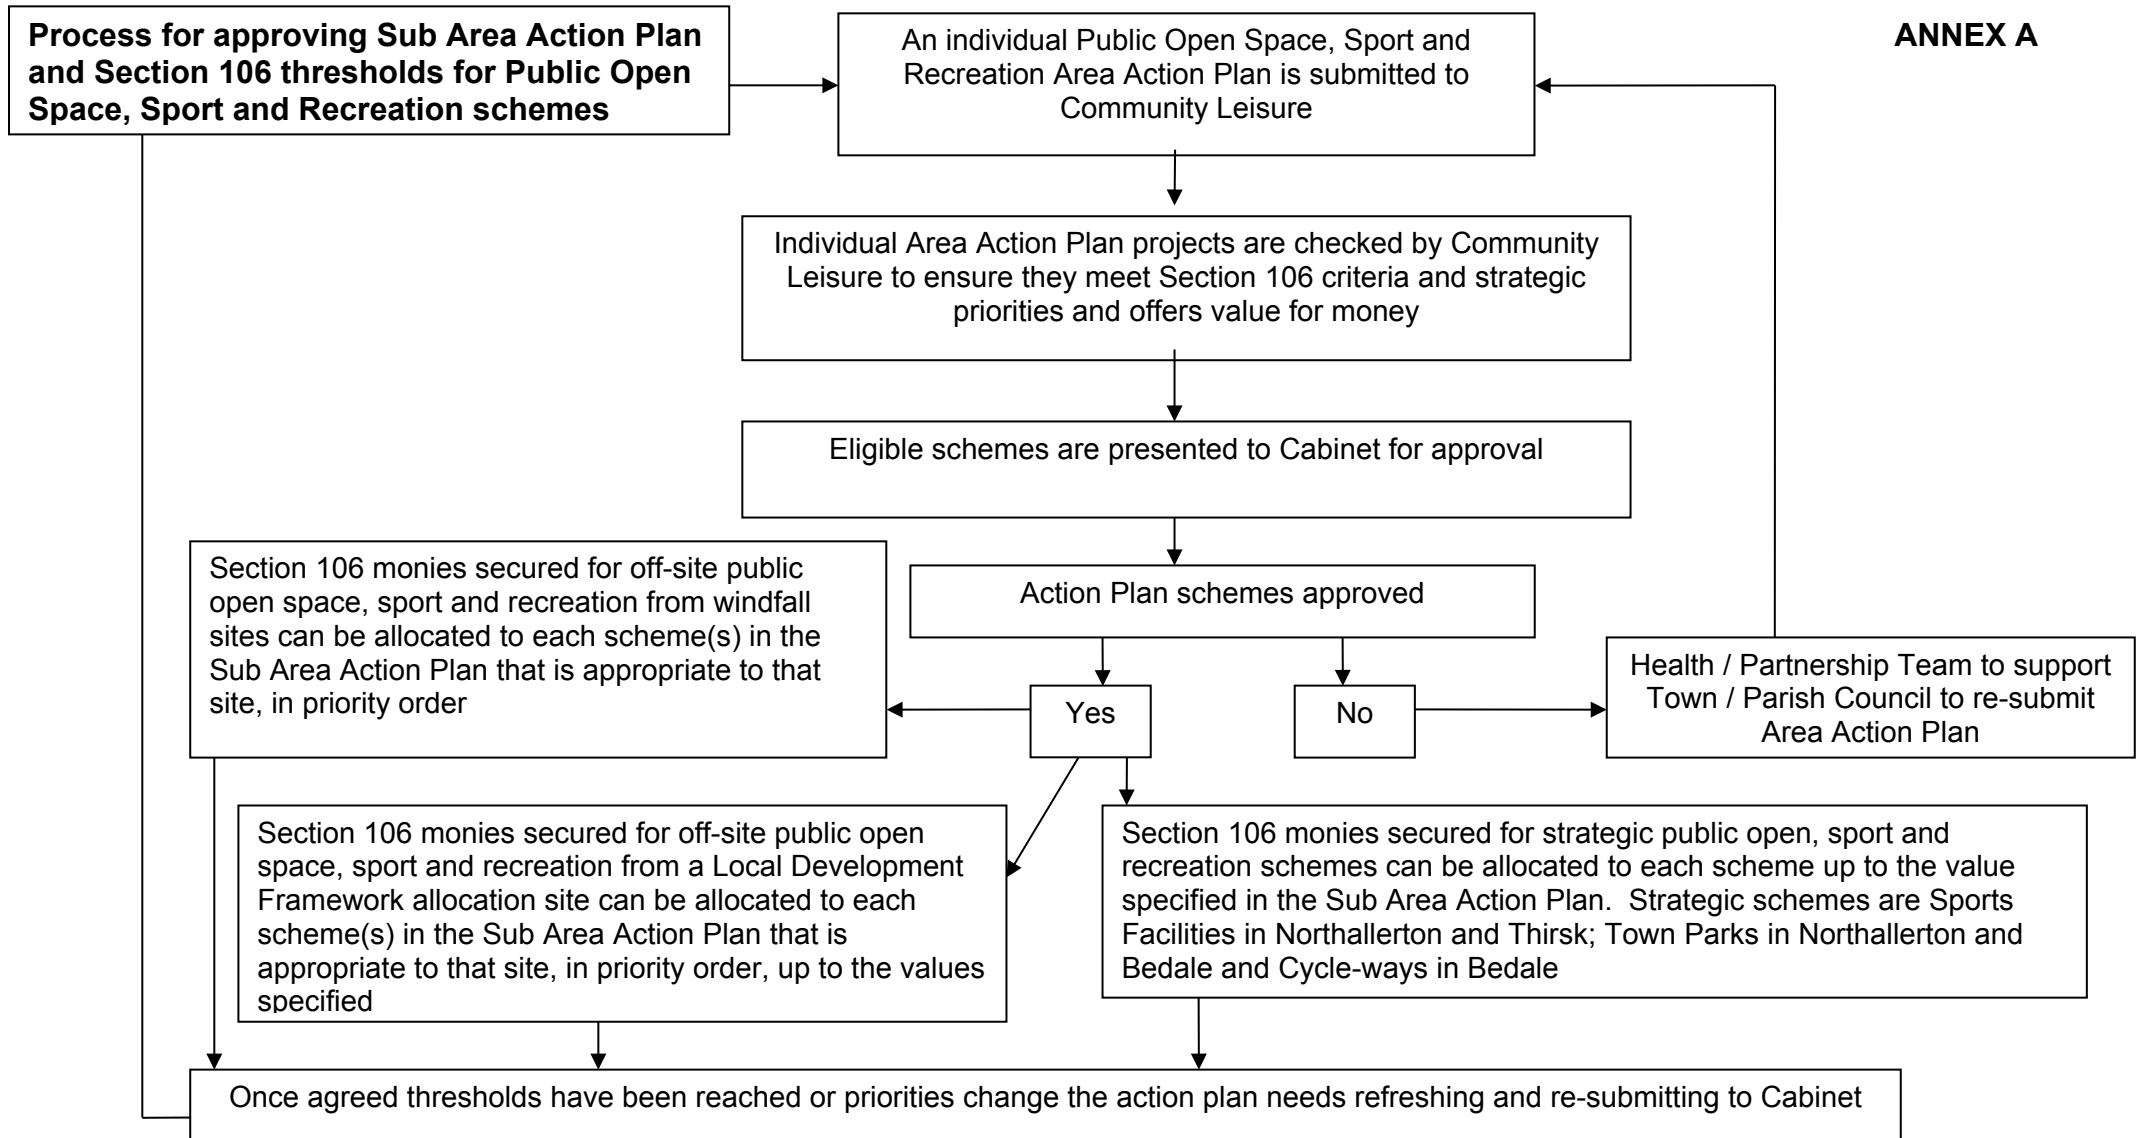 Process for approving Sub Area Action Plan
and Section 106 thresholds for Public Open
Space, Sport and Recreation schemes
An individual Public Open Space, Sport and
Recreation Area Action Plan is submitted to
Community Leisure
ANNEX A
Individual Area Action Plan projects are checked by Community
Leisure to ensure they meet Section 106 criteria and strategic
priorities and offers value for money
Eligible schemes are presented to Cabinet for approval
Action Plan schemes approved
Section 106 monies secured for off-site public
open space, sport and recreation from windfall
sites can be allocated to each scheme(s) in the
Sub Area Action Plan that is appropriate to that
site, in priority order
Yes
No
Health / Partnership Team to support
Town / Parish Council to re-submit
Area Action Plan
Section 106 monies secured for off-site public open
space, sport and recreation from a Local Development
Framework allocation site can be allocated to each
scheme(s) in the Sub Area Action Plan that is
appropriate to that site, in priority order, up to the values
specified
Section 106 monies secured for strategic public open, sport and
recreation schemes can be allocated to each scheme up to the value
specified in the Sub Area Action Plan.  Strategic schemes are Sports
Facilities in Northallerton and Thirsk; Town Parks in Northallerton and
Bedale and Cycle-ways in Bedale
Once agreed thresholds have been reached or priorities change the action plan needs refreshing and re-submitting to Cabinet